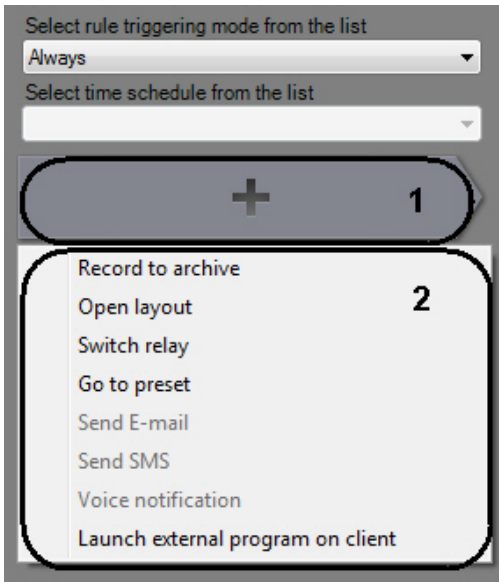 Select rule triggering mode from the list
Always
Select time schedule from the list
1
Record to archive
2
Open layout
Switch relay
Go to preset
Send E-mail
Send SMS
Voice notification
Launch external program on client